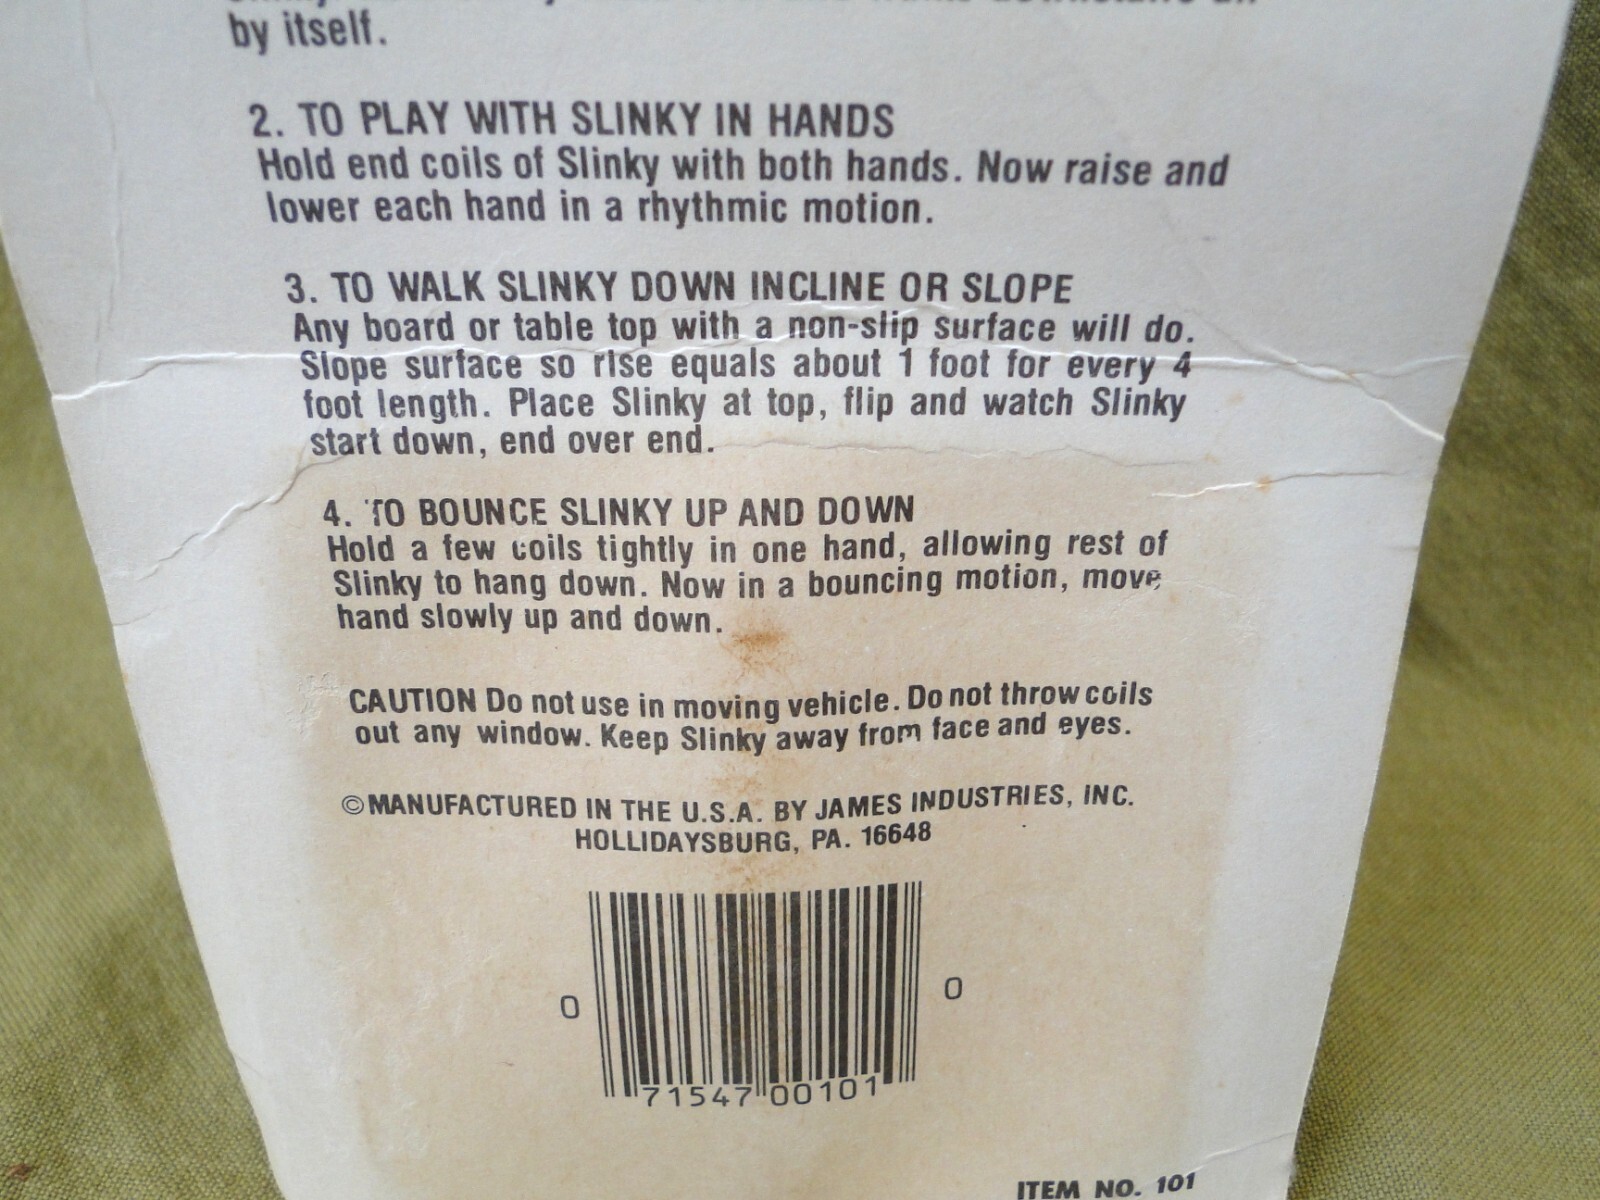 by itself.
2. TO PLAY WITH SLINKY IN HANDS
Hold end coils of Slinky with both hands. Now raise and
lower each hand in a rhythmic motion.
3. TO WALK SLINKY DOWN INCLINE OR SLOPE
Any board or table top with a non-slip surface will do.
Slope surface so rise equals about 1 foot for every 4
foot length. Place Slinky at top, flip and watch Slinky
start down, end over end.
4. TO BOUNCE SLINKY UP AND DOWN
Hold a few coils tightly in one hand, allowing rest of
Slinky to hang down. Now in a bouncing motion, move
hand slowly up and down.
CAUTION Do not use in moving vehicle. Do not throw coils
out any window. Keep Slinky away from face and eyes.
©MANUFACTURED IN THE U.S.A. BY JAMES INDUSTRIES, INC.
HOLLIDAYSBURG, PA. 16648
0 71547 00101 0
ITEM NO. 101